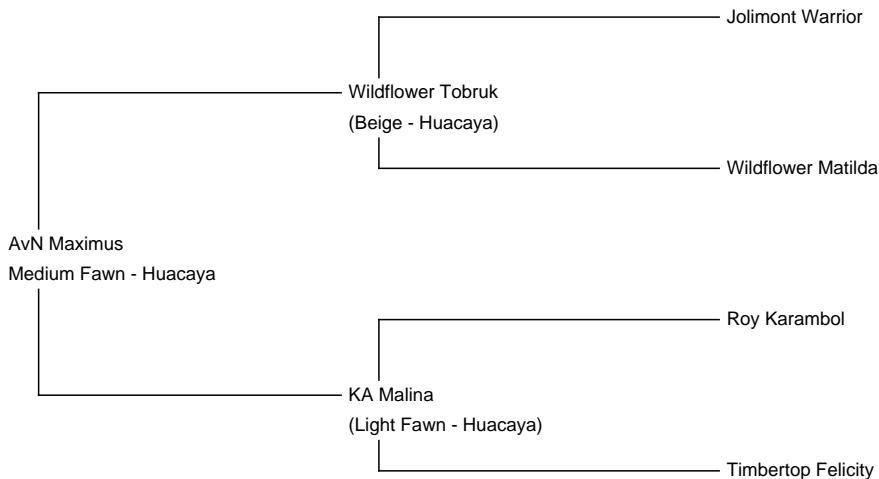 Jolimont Warrior
Wildflower Tobruk
(Beige - Huacaya)
Wildflower Matilda
AvN Maximus
Medium Fawn - Huacaya
Roy Karambol
KA Malina
(Light Fawn - Huacaya)
Timbertop Felicity